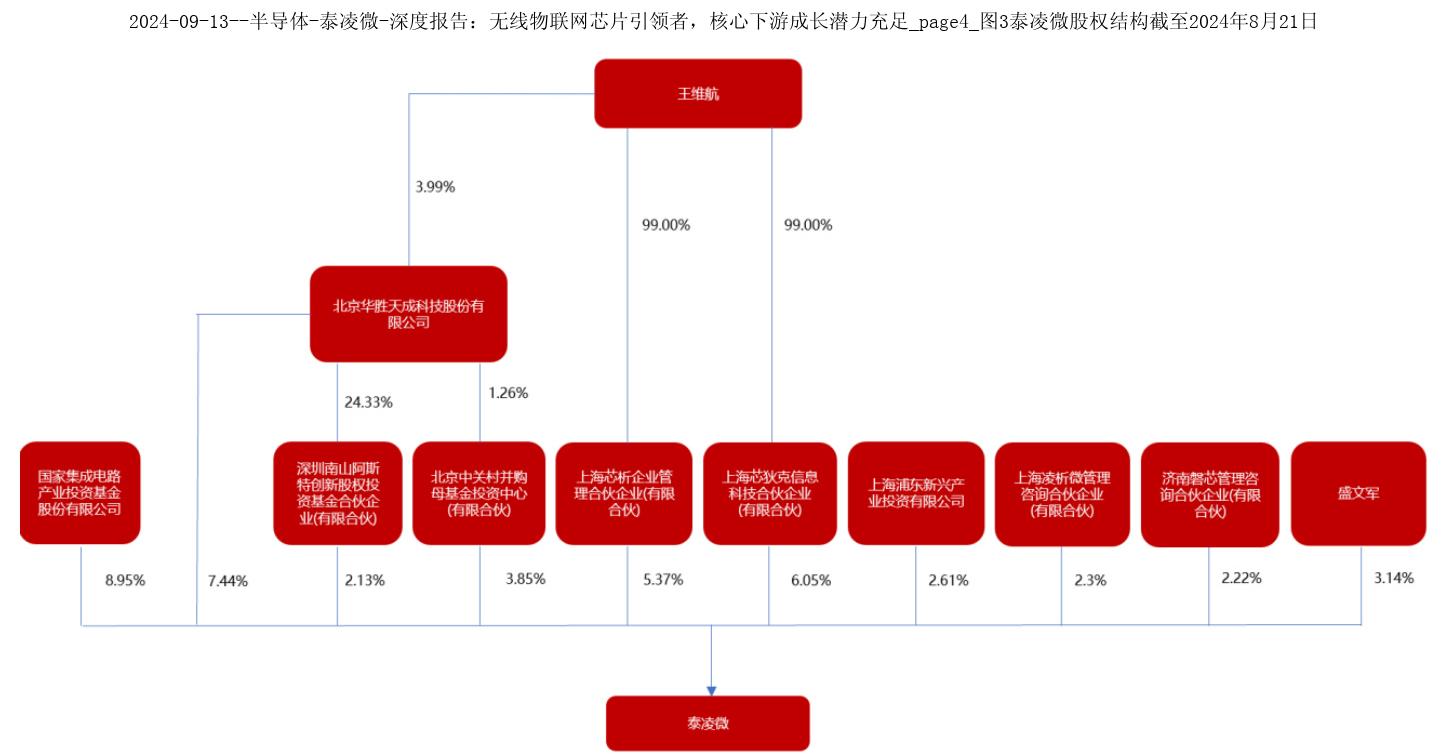 2024-09-13--半导体-泰凌微-深度报告：无线物联网芯片引领者，核心下游成长潜力充足_page4_图3泰凌微股权结构截至2024年8月21日
王维航
3.99%
99.00%
99.00%
北京华胜天成科技股份有
限公司
24.33%
1.26%
国家集成电路
产业投资基金
股份有限公司
深圳南山阿斯
特创新股权投
资基金合伙企
业(有限合伙)
北京中关村并购
母基金投资中心
(有限合伙)
上海芯析企业管
理合伙企业(有限
合伙)
上海芯狄克信息
科技合伙企业
(有限合伙)
上海浦东新兴产
业投资有限公司
上海凌析微管理
咨询合伙企业
(有限合伙)
济南磐芯管理咨
询合伙企业(有限
合伙)
盛文军
8.95%
7.44%
2.13%
3.85%
5.37%
6.05%
2.61%
2.3%
2.22%
3.14%
泰凌微